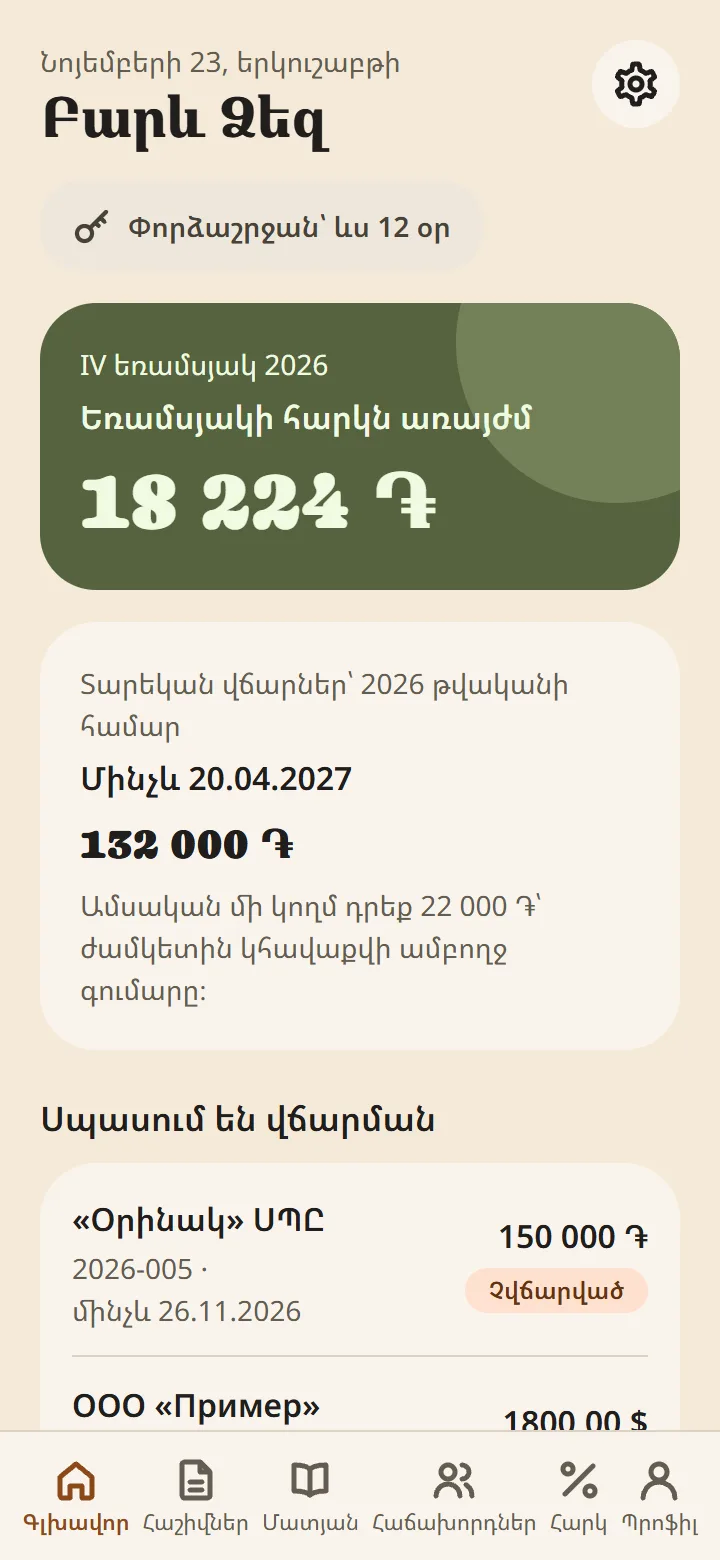 Նոյեմբերի 23, երկուշաբթի
Բարև Ձեզ
Փորձաշրջան՝ ևս 12 օր
IV եռամսյակ 2026
Եռամսյակի հարկն առայժմ
18 224 ֏
Տարեկան վճարներ՝ 2026 թվականի
համար
Մինչև 20.04.2027
132 000 ֏
Ամսական մի կողմ դրեք 22 000 ֏՝
ժամկետին կհավաքվի ամբողջ
գումարը։
Սպասում են վճարման
«Օրինակ» ՍՊԸ
150 000 ֏
2026-005 ·
Չվճարված
մինչև 26.11.2026
ООО «Пример»
1800 00 $
Գլխավոր
Հաշիվներ
Մատյան
Հաճախորդներ
Հարկ
Պրոֆիլ